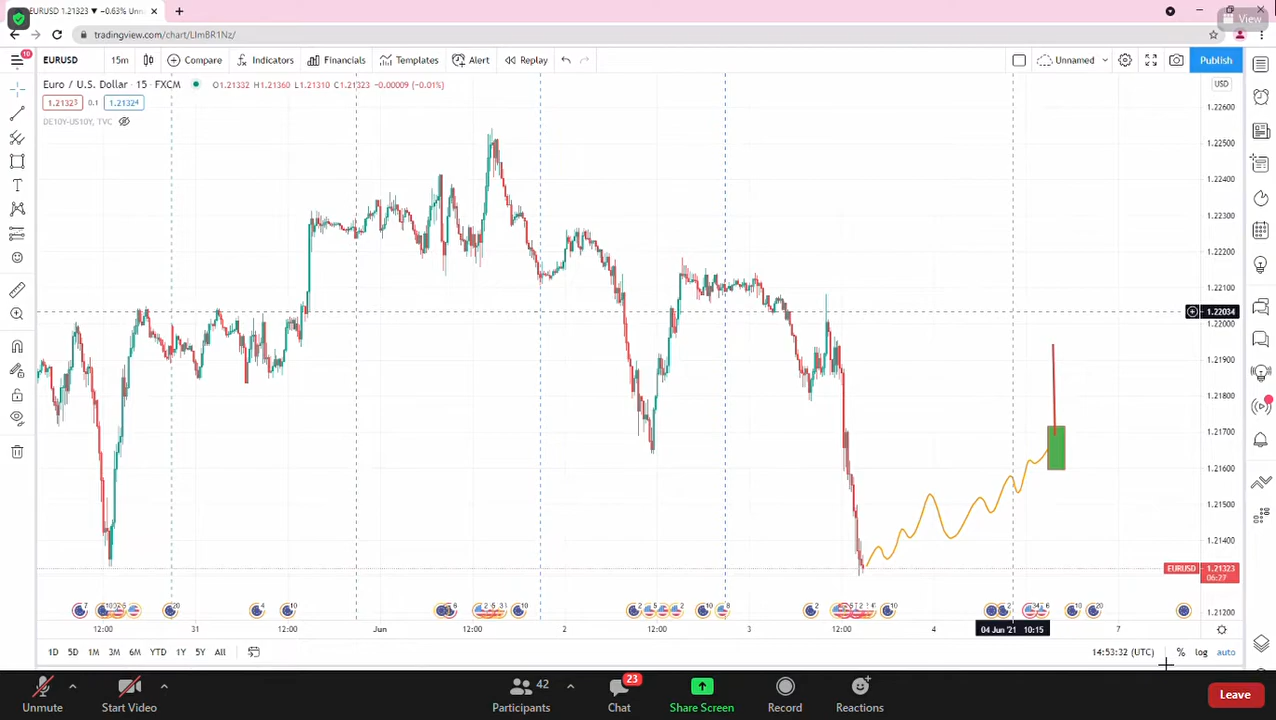 EURUSD 1.21323 ▼ −0.63% Unn
View
tradingview.com/chart/LImBR1Nz/
10
EURUSD 15m Compare Indicators Financials Templates Alert Replay Unnamed Publish
Euro / U.S. Dollar · 15 · FXCM O1.21332 H1.21360 L1.21310 C1.21323 −0.00009 (−0.01%)
USD
1.21323 0.1 1.21324
DE10Y-US10Y, TVC
1.22600
1.22500
1.22400
1.22300
1.22200
1.22100
1.22034
1.22000
1.21900
1.21800
1.21700
1.21600
1.21500
1.21400
EURUSD 1.21323
06:27
1.21200
12:00 31 12:00 Jun 12:00 2 12:00 3 12:00 4 04 Jun '21 10:15 7
1D 5D 1M 3M 6M YTD 1Y 5Y All 14:53:32 (UTC) % log auto
Unmute Start Video Participants 42 Chat 23 Share Screen Record Reactions Leave